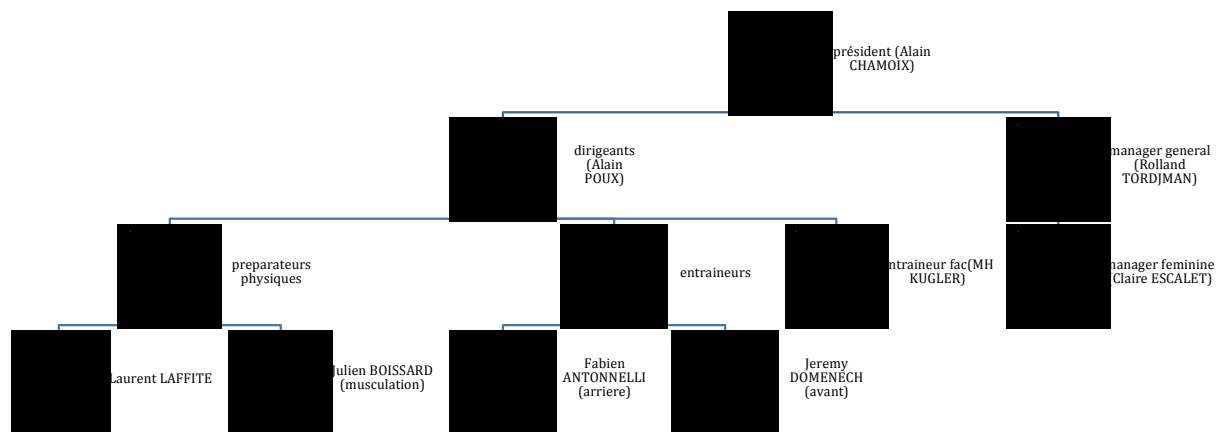 président (Alain
CHAMOIX)
dirigeants
(Alain
POUX)
manager general
(Rolland
TORDJMAN)
preparateurs
physiques
entraineurs
ntraineur fac(MH
KUGLER)
manager feminine
(Claire ESCALET)
Laurent LAFFITE
Julien BOISSARD
(musculation)
Fabien
ANTONNELLI
(arriere)
Jeremy
DOMENECH
(avant)